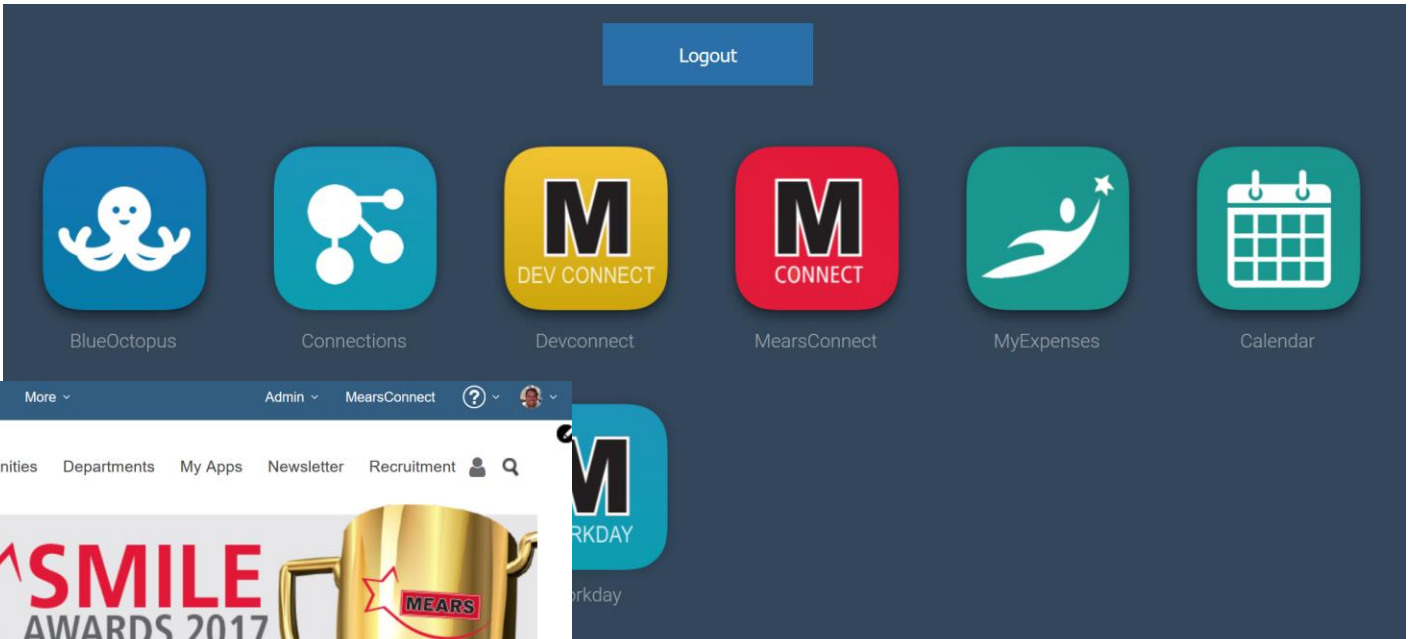 Logout
M
DEV CONNECT
M
CONNECT
BlueOctopus
Connections
Devconnect
MearsConnect
MyExpenses
Calendar
More
Admin
MearsConnect
?
nities
Departments
My Apps
Newsletter
Recruitment
M
RKDAY
orkday
SMILE
AWARDS 2017
MEARS